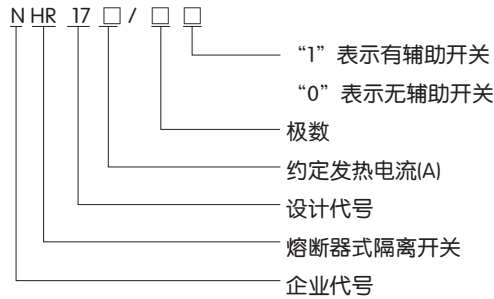 N HR 17 □ / □ □
“1”表示有辅助开关
“0”表示无辅助开关
极数
约定发热电流(A)
设计代号
熔断器式隔离开关
企业代号